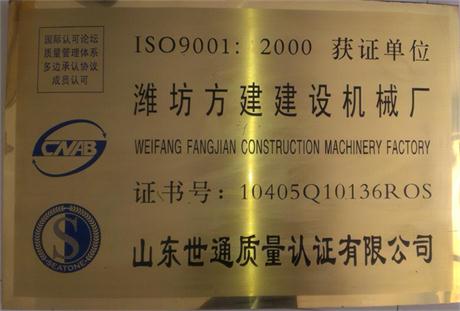 国际认可论坛
质量管理体系
多边承认协议
成员认可
ISO9001: 2000 获证单位
潍坊方建建设机械厂
WEIFANG FANGJIAN CONSTRUCTION MACHINERY FACTORY
CNAB
证书号: 10405Q10136ROS
S
SEATONE
山东世通质量认证有限公司